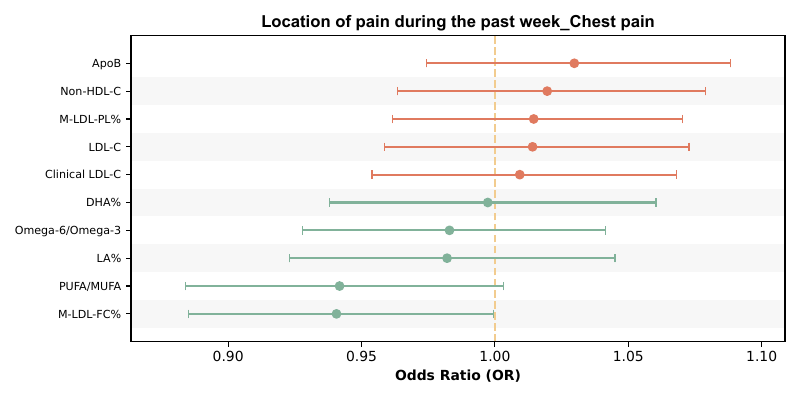 Location of pain during the past week_Chest pain
ApoB
Non-HDL-C
M-LDL-PL%
LDL-C
Clinical LDL-C
DHA%
Omega-6/Omega-3
LA%
PUFA/MUFA
M-LDL-FC%
0.90 0.95 1.00 1.05 1.10
Odds Ratio (OR)